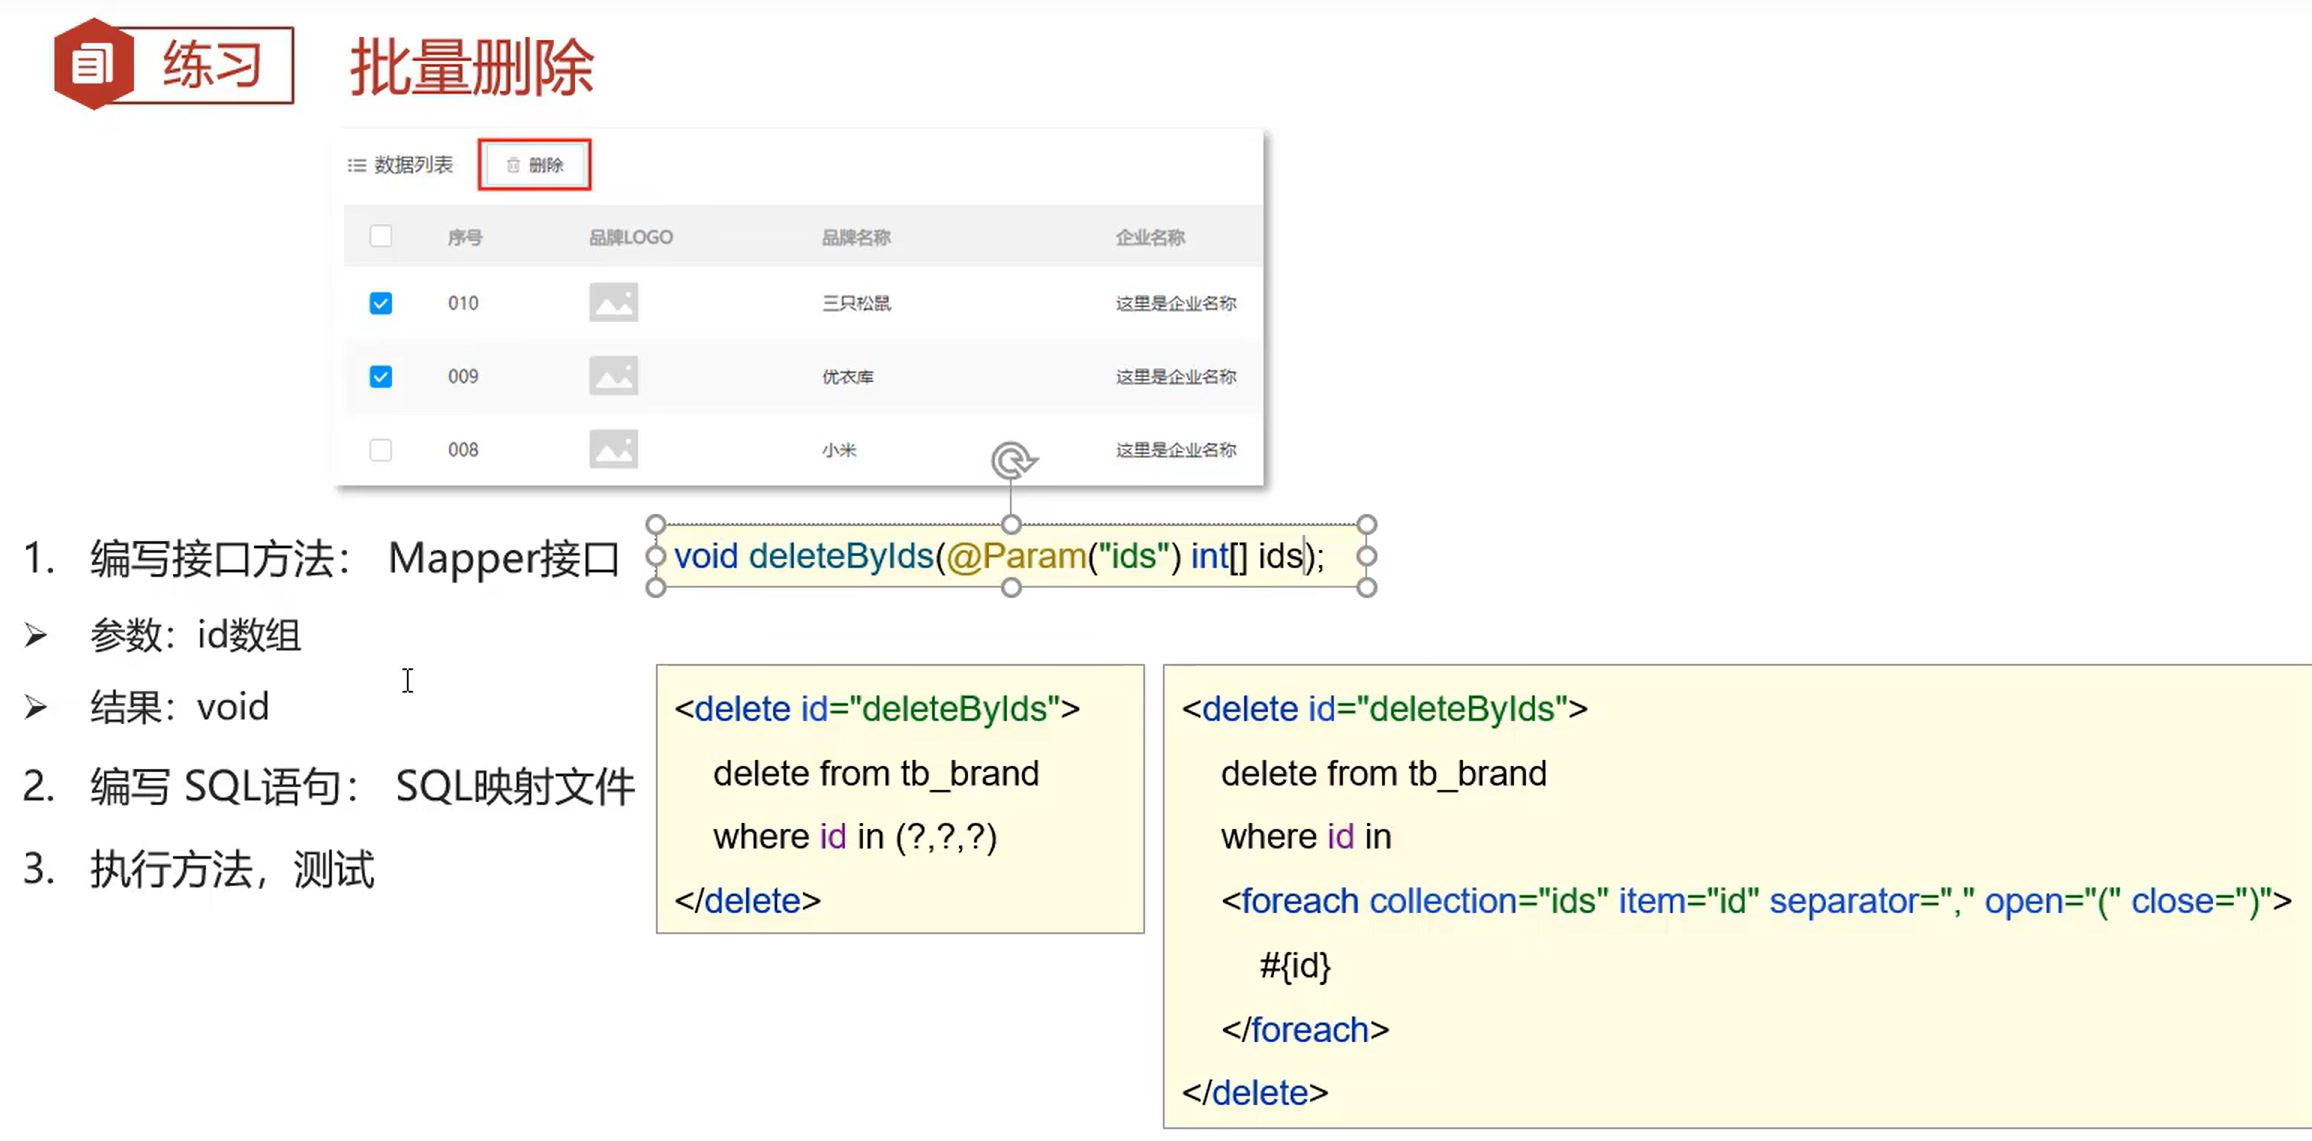 练习 批量删除
数据列表 删除
序号 品牌LOGO 品牌名称 企业名称
010 三只松鼠 这里是企业名称
009 优衣库 这里是企业名称
008 小米 这里是企业名称
1. 编写接口方法： Mapper接口 void deleteByIds(@Param("ids") int[] ids);
➢ 参数：id数组
➢ 结果：void
2. 编写 SQL语句： SQL映射文件
3. 执行方法，测试
<delete id="deleteByIds">
delete from tb_brand
where id in (?,?,?)
</delete>
<delete id="deleteByIds">
delete from tb_brand
where id in
<foreach collection="ids" item="id" separator="," open="(" close=")">
#{id}
</foreach>
</delete>